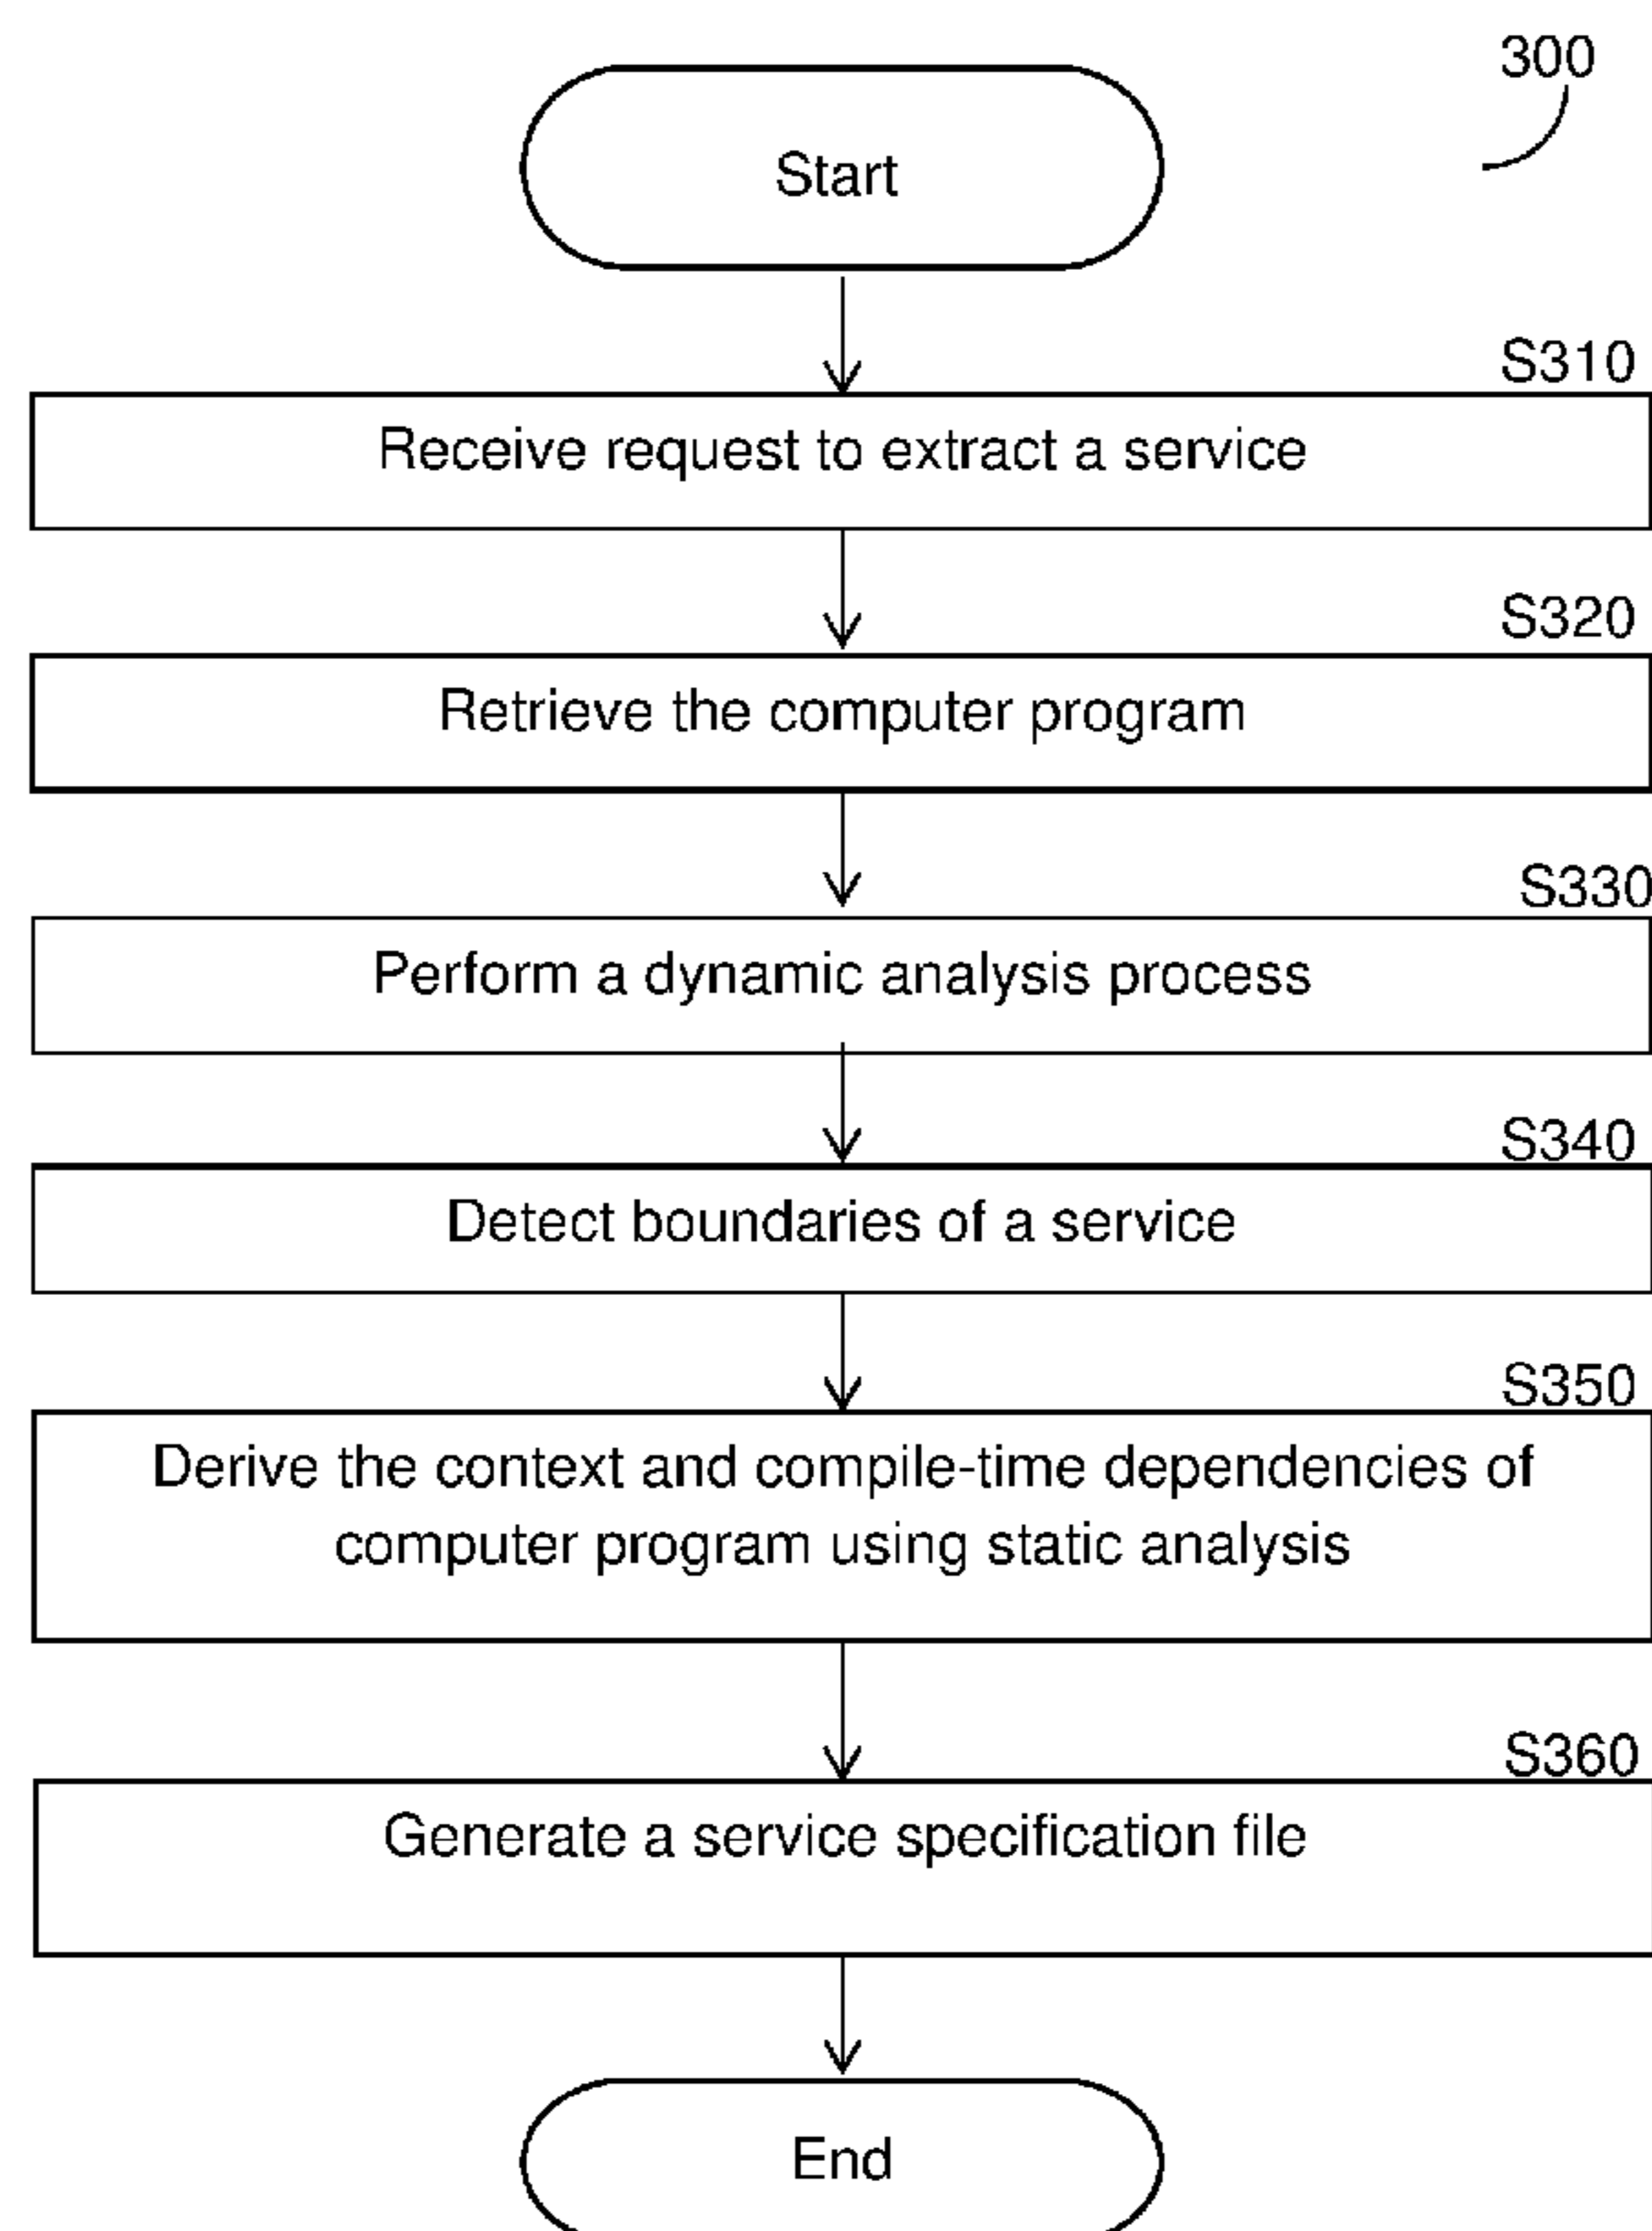 300
Start
S310
Receive request to extract a service
S320
Retrieve the computer program
S330
Perform a dynamic analysis process
S340
Detect boundaries of a service
S350
Derive the context and compile-time dependencies of
computer program using static analysis
S360
Generate a service specification file
End